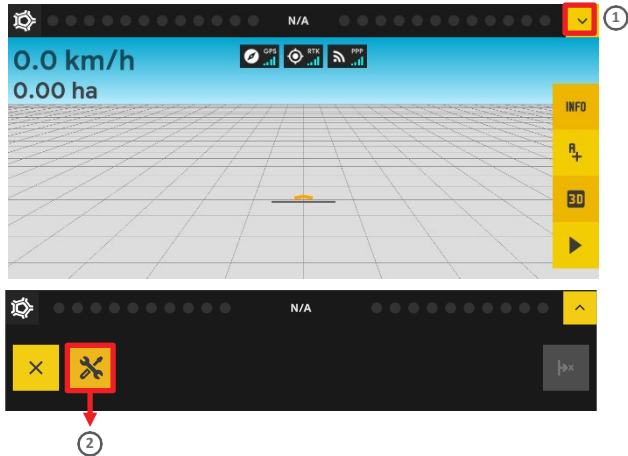 N/A
1
0.0 km/h
GPS RTK PPP
0.00 ha
INFO
A+
3D
N/A
2